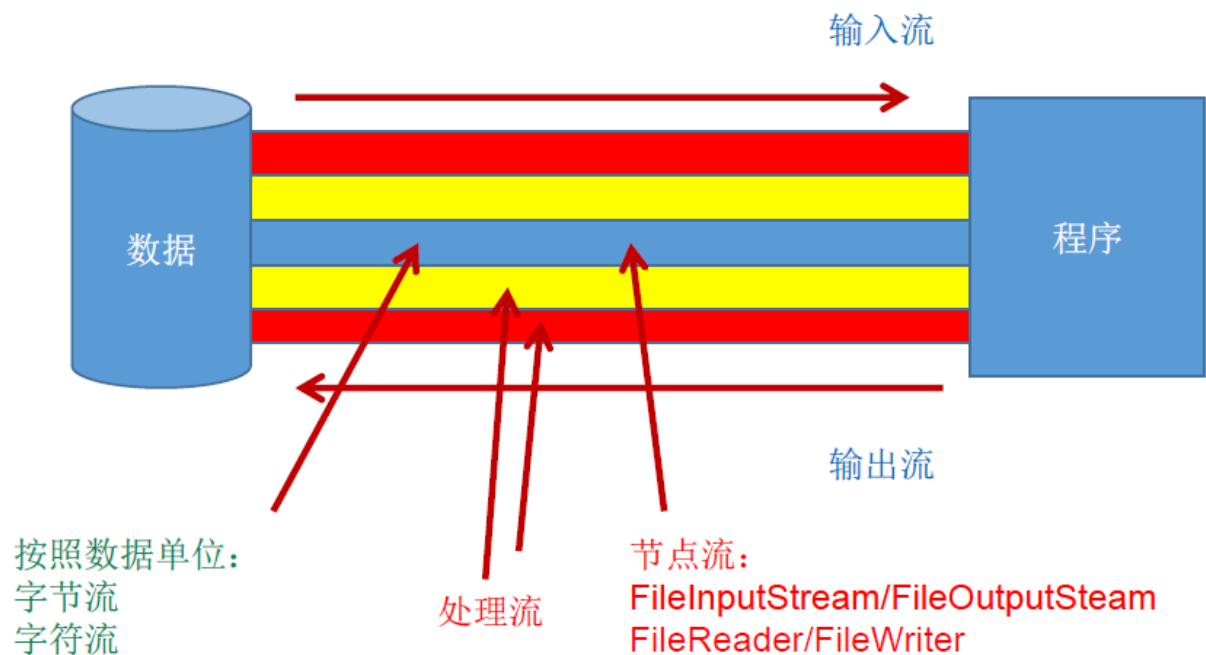 输入流
数据
程序
输出流
按照数据单位：
字节流
字符流
处理流
节点流：
FileInputStream/FileOutputSteam
FileReader/FileWriter